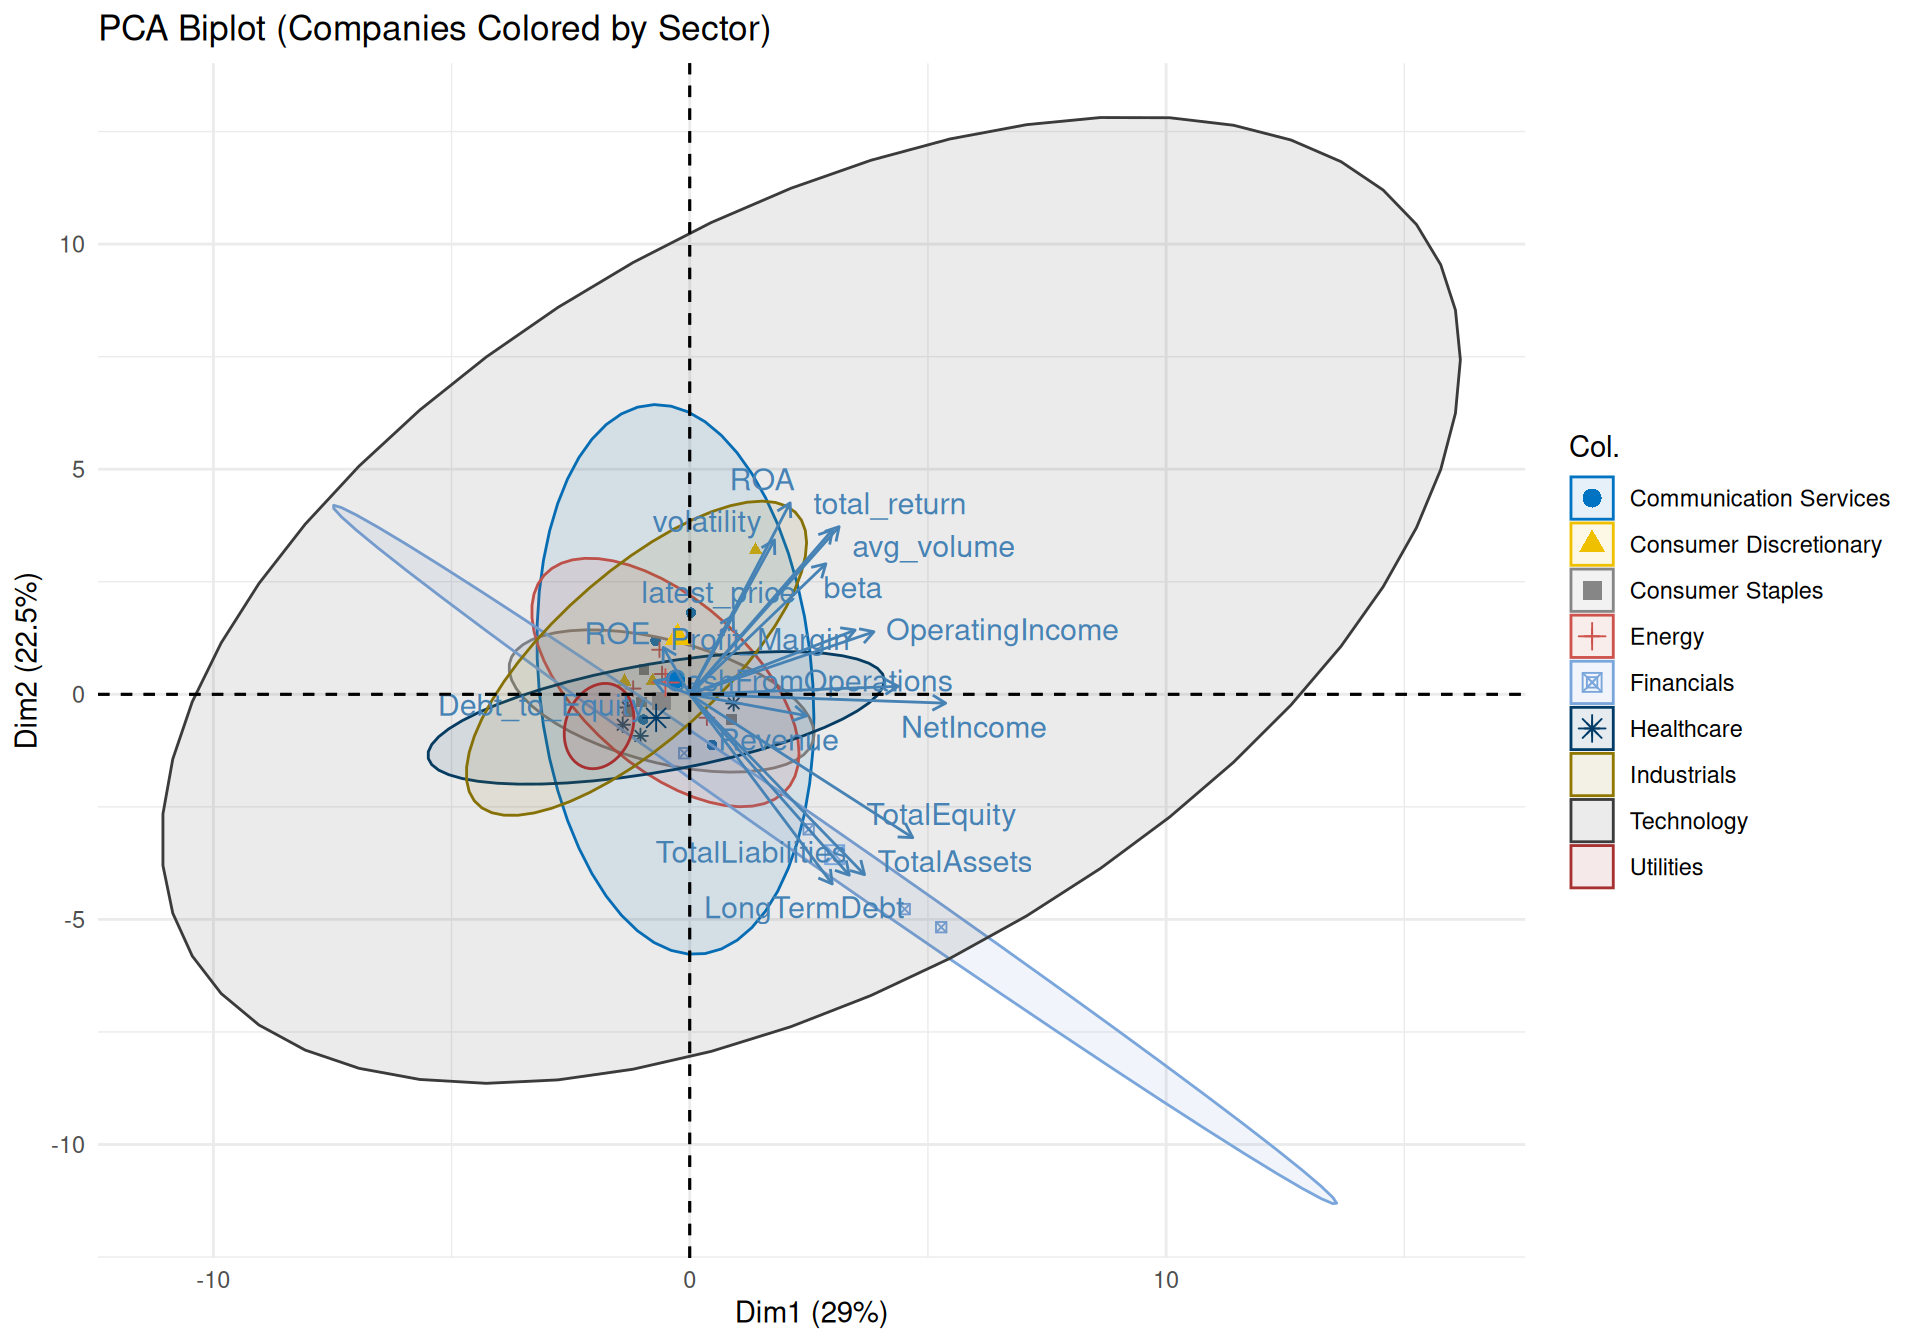 PCA Biplot (Companies Colored by Sector)
Dim2 (22.5%)
10
5
0
-5
-10
ROA
total_return
volatility
avg_volume
beta
latest_price
ROE
Profit_Margin
OperatingIncome
CashFromOperations
Debt_to_Equity
NetIncome
Revenue
TotalEquity
TotalLiabilities
TotalAssets
LongTermDebt
-10
0
10
Dim1 (29%)
Col.
Communication Services
Consumer Discretionary
Consumer Staples
Energy
Financials
Healthcare
Industrials
Technology
Utilities